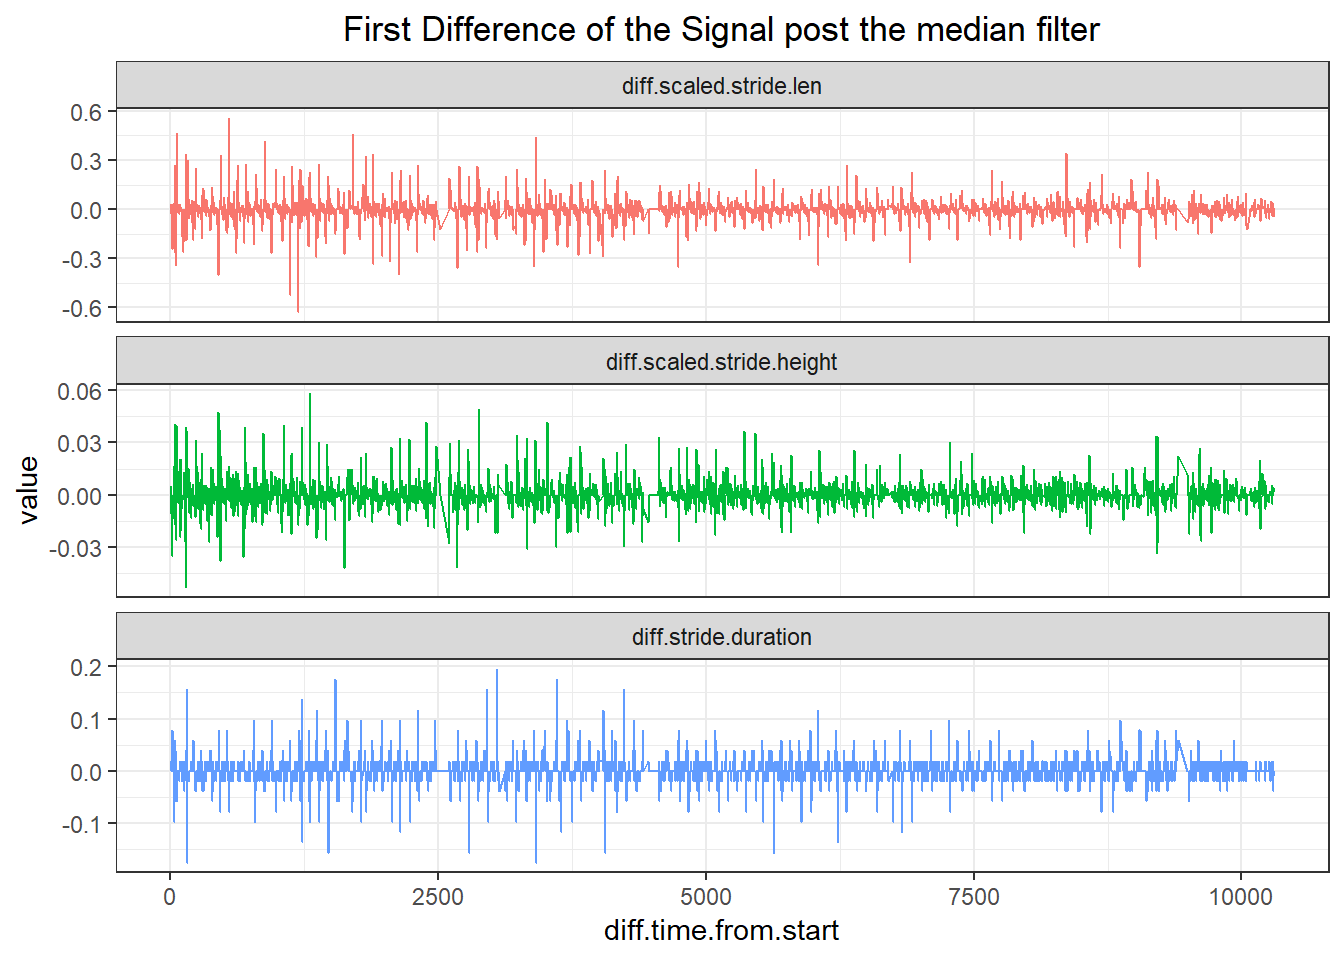 First Difference of the Signal post the median filter
diff.scaled.stride.len
0.6
0.3
0.0
-0.3
-0.6
diff.scaled.stride.height
0.06
0.03
0.00
-0.03
value
diff.stride.duration
0.2
0.1
0.0
-0.1
0 2500 5000 7500 10000
diff.time.from.start